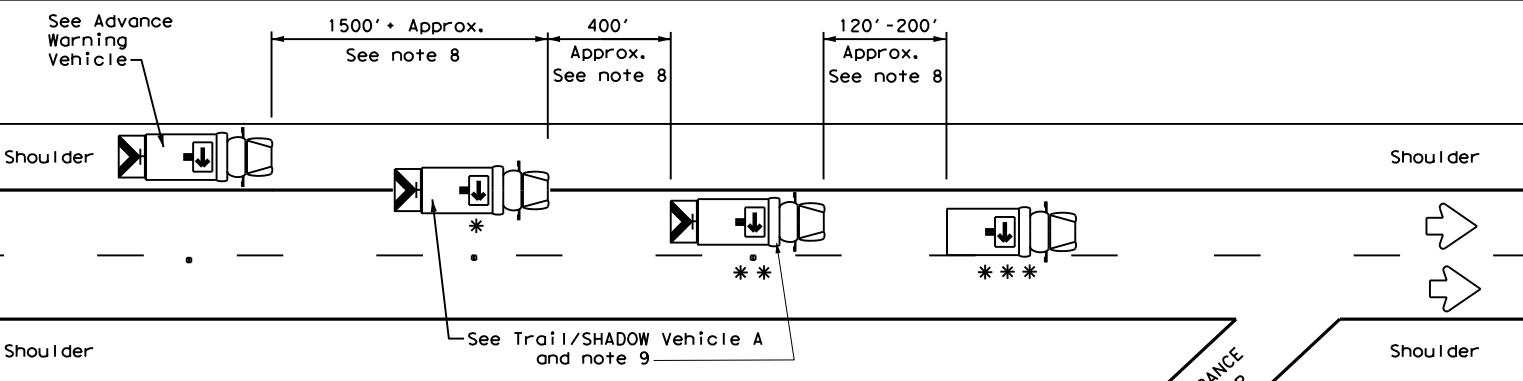 See Advance
Warning
Vehicle
1500'+ Approx.
See note 8
400'
Approx.
See note 8
120'-200'
Approx.
See note 8
Shoulder
Shoulder
*
* *
* * *
See Trail/SHADOW Vehicle A
and note 9
Shoulder
Shoulder